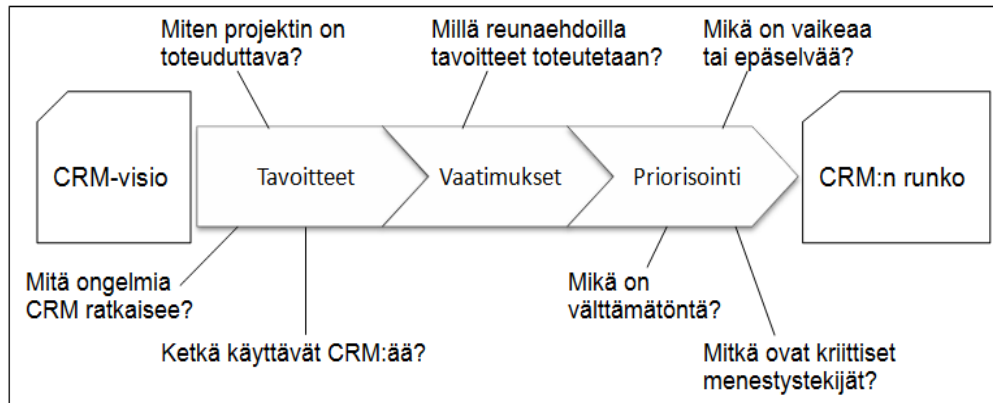 Miten projektin on
toteuduttava?
Millä reunaehdoilla
tavoitteet toteutetaan?
Mikä on vaikeaa
tai epäselvää?
CRM-visio
Tavoitteet
Vaatimukset
Priorisointi
CRM:n runko
Mitä ongelmia
CRM ratkaisee?
Ketkä käyttävät CRM:ää?
Mikä on
välttämätöntä?
Mitkä ovat kriittiset
menestystekijät?